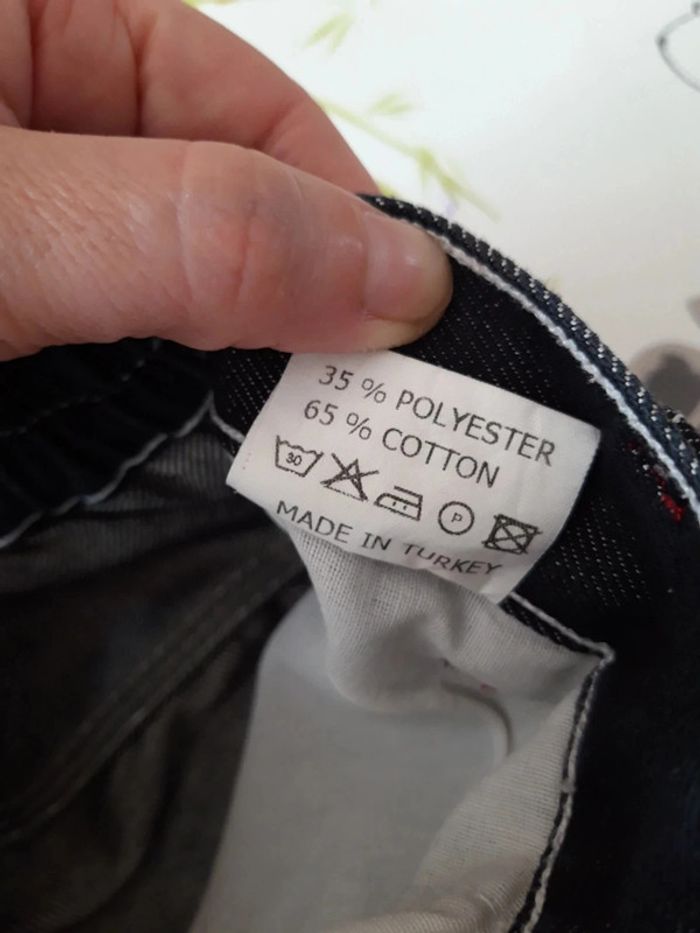 35 % POLYESTER
65 % COTTON
30 P
MADE IN TURKEY